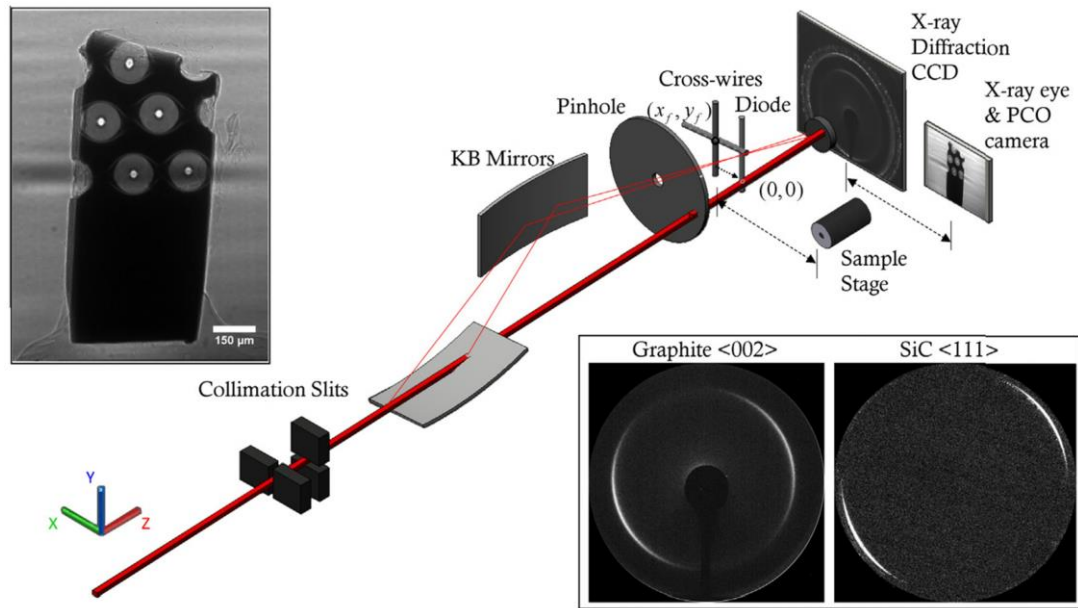 150 μm
X-ray
Diffraction
CCD
Cross-wires
Diode
X-ray eye
& PCO
camera
Pinhole
(x_f, y_f)
KB Mirrors
(0,0)
Sample
Stage
Collimation Slits
Y
X
Z
Graphite <002>
SiC <111>